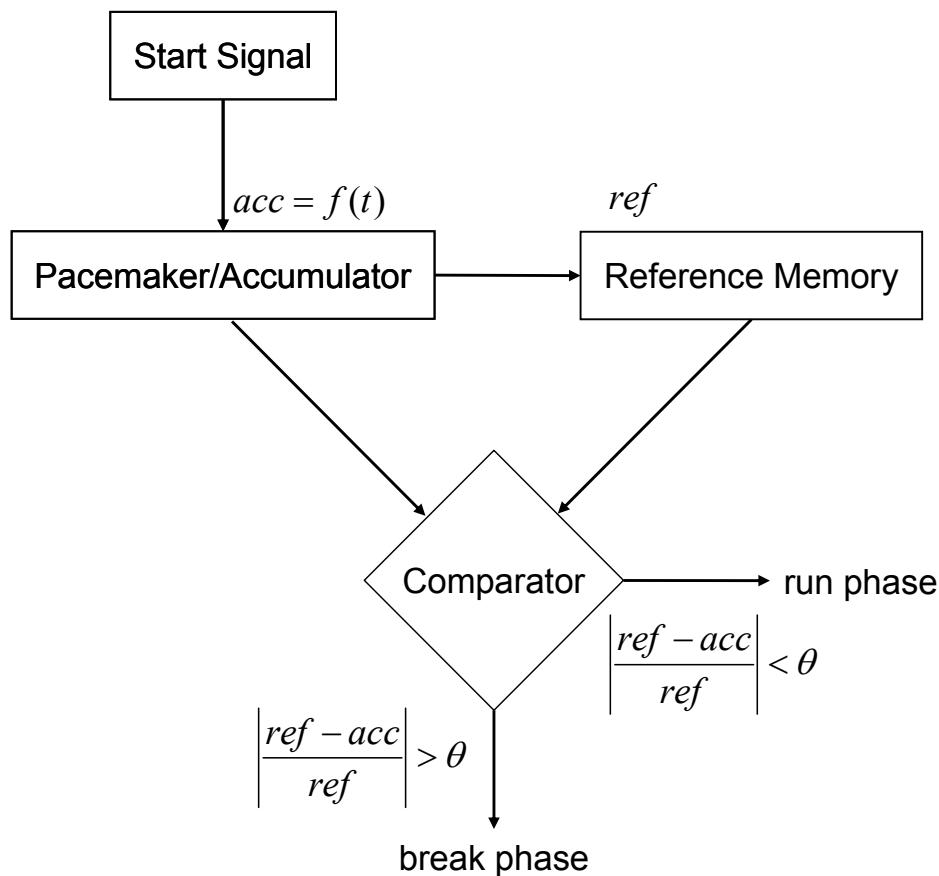 Start Signal
acc = f(t)
ref
Pacemaker/Accumulator
Reference Memory
Comparator
run phase
|ref − acc / ref| < θ
|ref − acc / ref| > θ
break phase